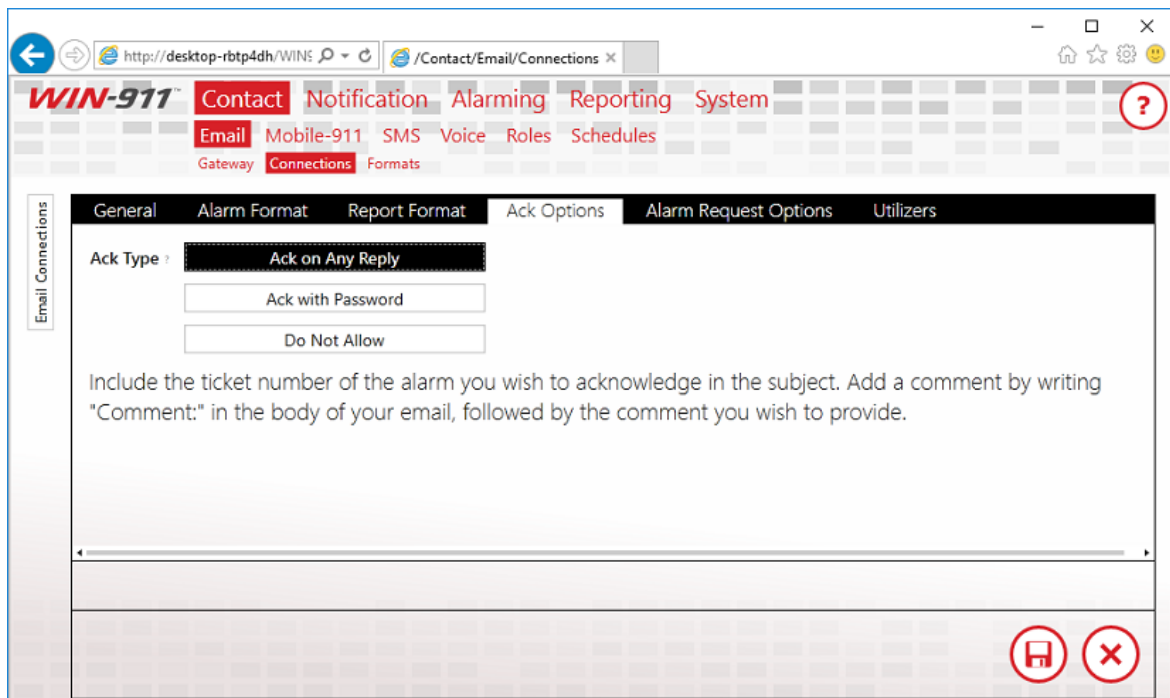 http://desktop-rbtp4dh/WINS
/Contact/Email/Connections
WIN-911™ Contact Notification Alarming Reporting System
?
Email Mobile-911 SMS Voice Roles Schedules
Gateway Connections Formats
Email Connections
General Alarm Format Report Format Ack Options Alarm Request Options Utilizers
Ack Type ? Ack on Any Reply
Ack with Password
Do Not Allow
Include the ticket number of the alarm you wish to acknowledge in the subject. Add a comment by writing
"Comment:" in the body of your email, followed by the comment you wish to provide.